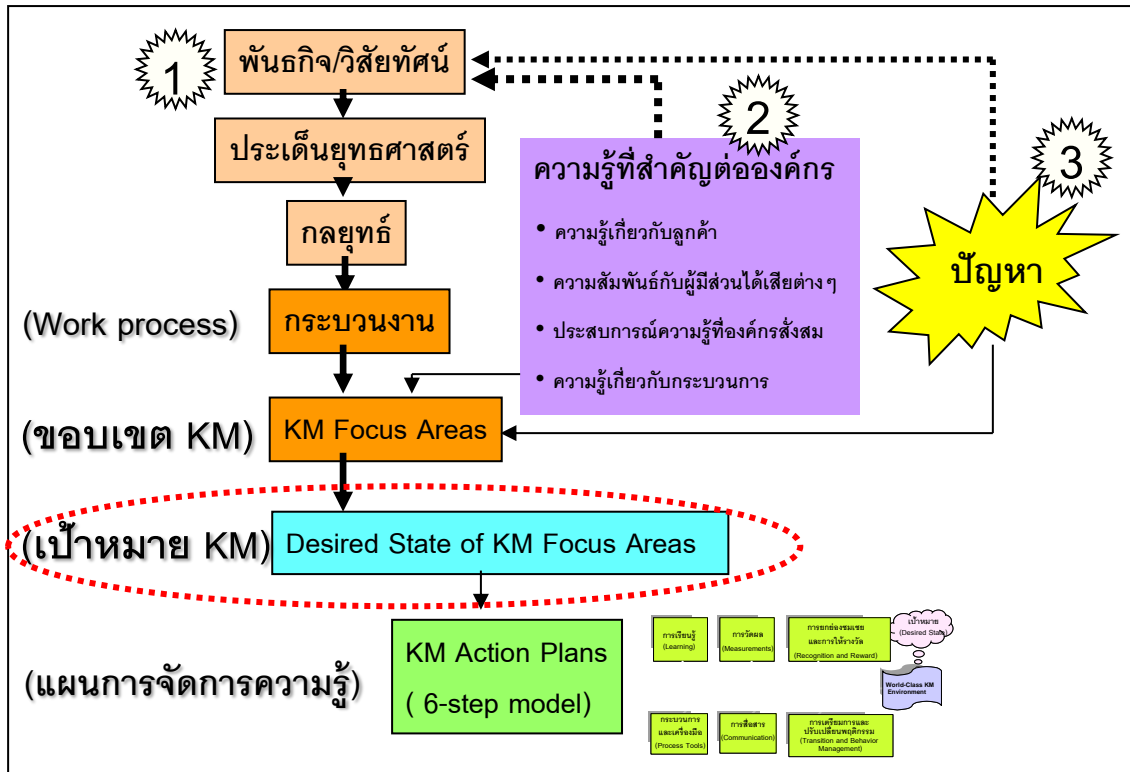 1
พันธกิจ/วิสัยทัศน์
ประเด็นยุทธศาสตร์
กลยุทธ์
(Work process)
กระบวนงาน
(ขอบเขต KM)
KM Focus Areas
2
ความรู้ที่สำคัญต่อองค์กร
• ความรู้เกี่ยวกับลูกค้า
• ความสัมพันธ์กับผู้มีส่วนได้เสียต่างๆ
• ประสบการณ์ความรู้ที่องค์กรสั่งสม
• ความรู้เกี่ยวกับกระบวนการ
3
ปัญหา
(เป้าหมาย KM)
Desired State of KM Focus Areas
(แผนการจัดการความรู้)
KM Action Plans
( 6-step model)
การเรียนรู้
(Learning)
การวัดผล
(Measurements)
การยกย่องชมเชย
และการให้รางวัล
(Recognition and Reward)
เป้าหมาย
(Desired State)
World-Class KM
Environment
กระบวนการ
และเครื่องมือ
(Process Tools)
การสื่อสาร
(Communication)
การเตรียมการและ
ปรับเปลี่ยนพฤติกรรม
(Transition and Behavior
Management)